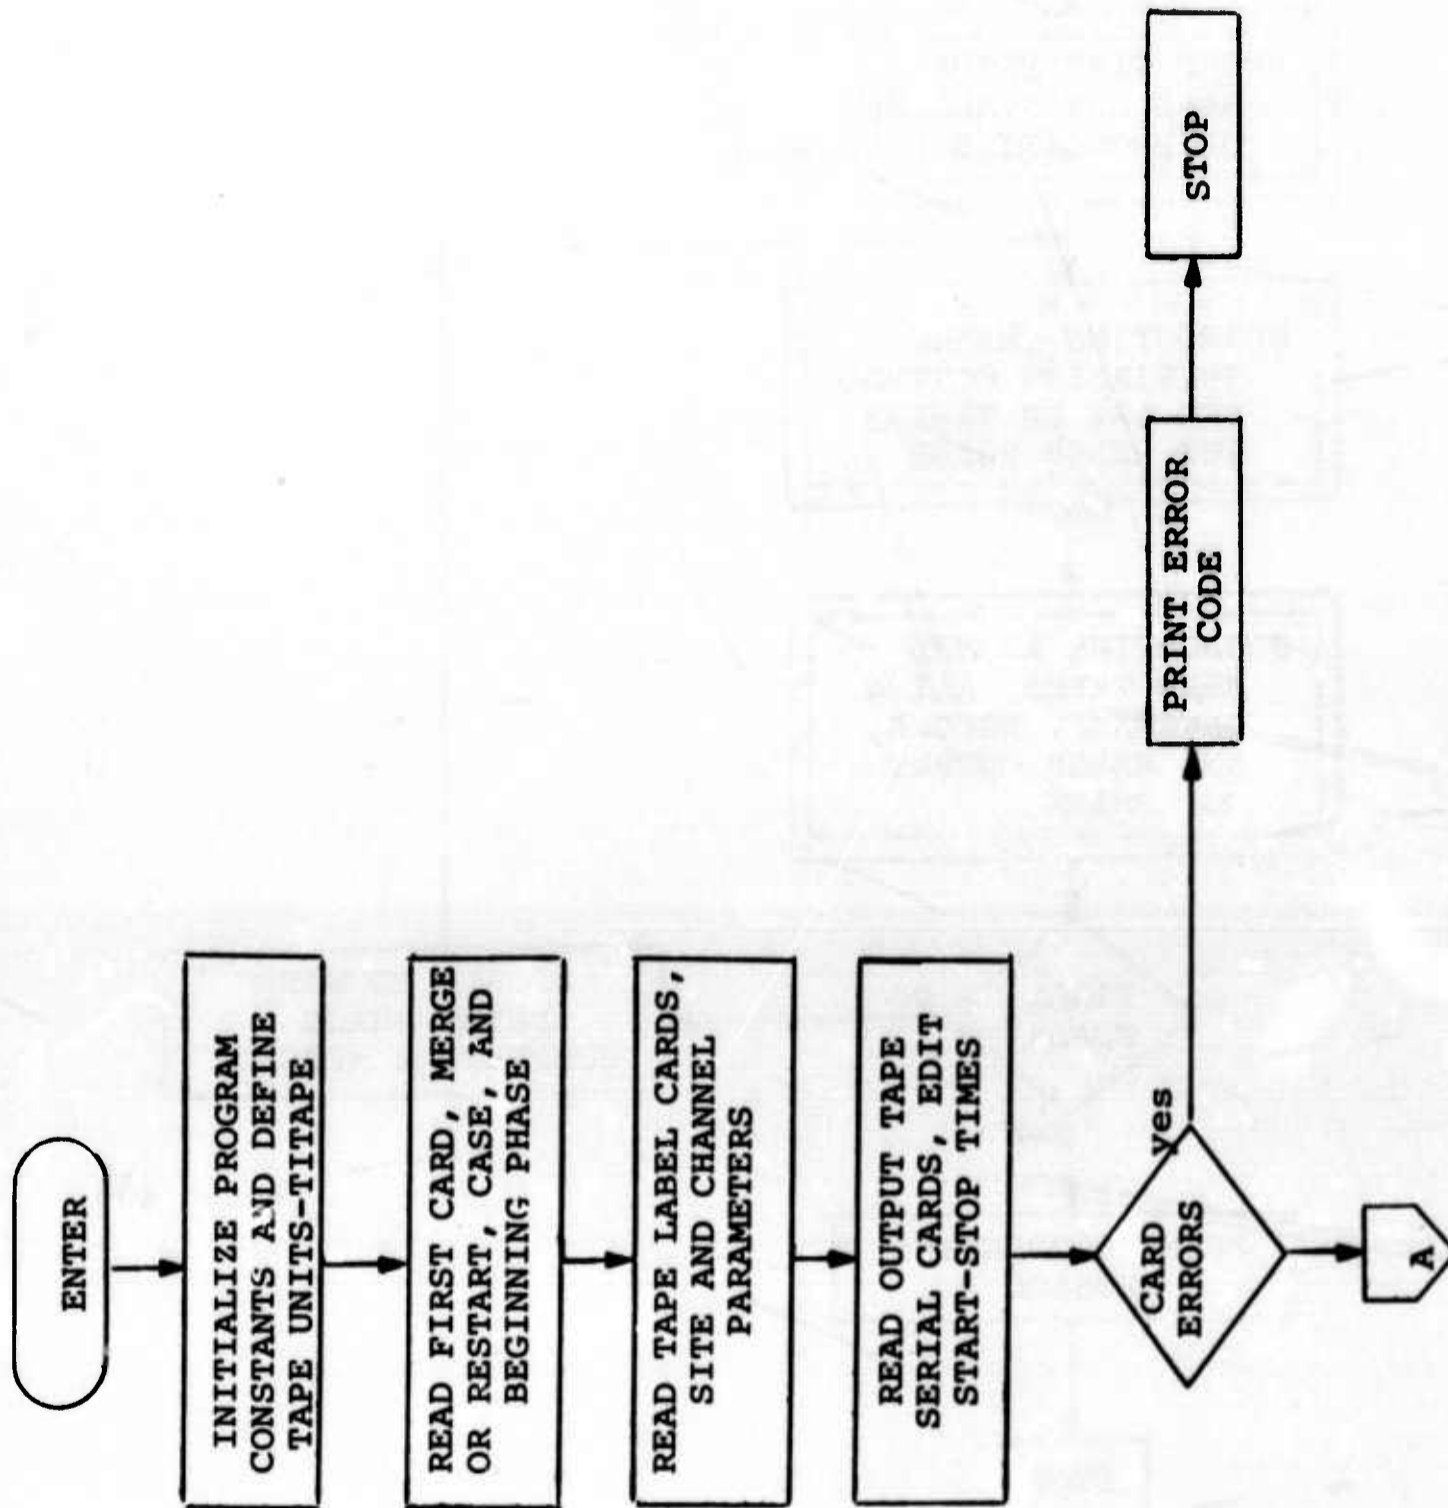 ENTER
INITIALIZE PROGRAM
CONSTANTS AND DEFINE
TAPE UNITS-TITAPE
READ FIRST CARD, MERGE
OR RESTART, CASE, AND
BEGINNING PHASE
READ TAPE LABEL CARDS,
SITE AND CHANNEL
PARAMETERS
READ OUTPUT TAPE
SERIAL CARDS, EDIT
START-STOP TIMES
CARD
ERRORS
yes
PRINT ERROR
CODE
STOP
A